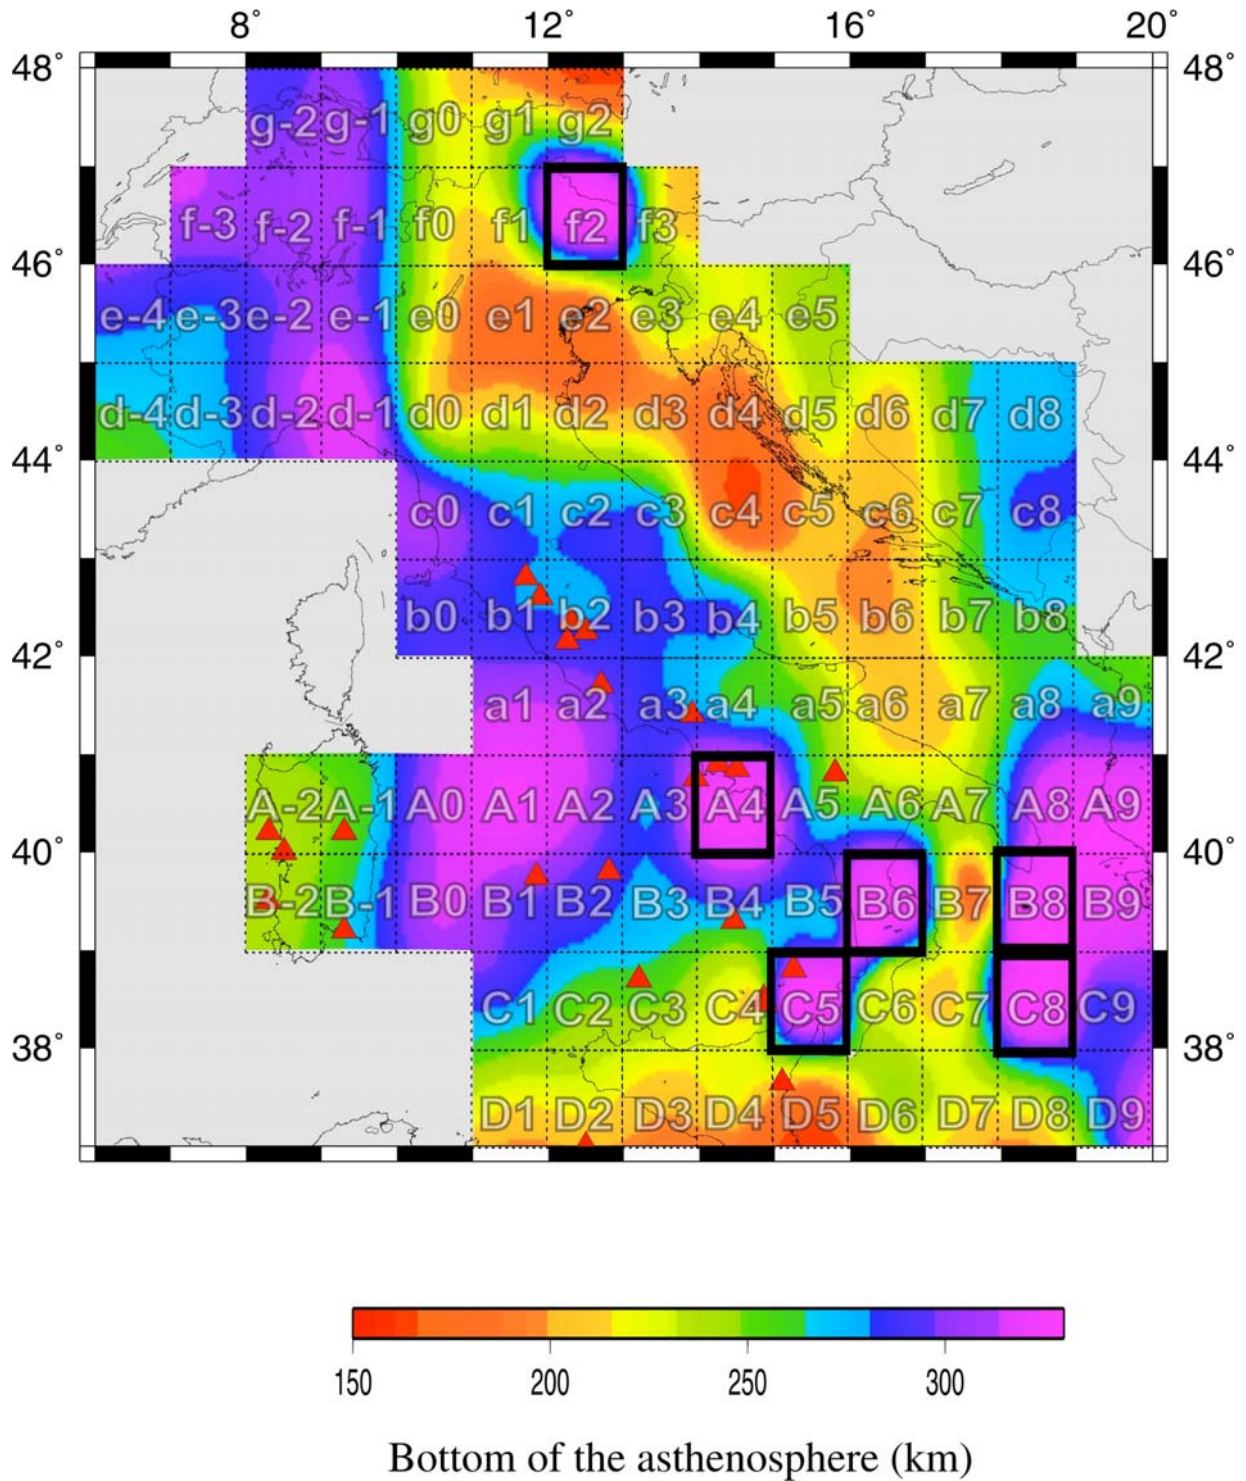 8° 12° 16° 20°
48° 48°
g-2 g-1 g0 g1 g2
f-3 f-2 f-1 f0 f1 f2 f3
46° 46°
e-4 e-3 e-2 e-1 e0 e1 e2 e3 e4 e5
d-4 d-3 d-2 d-1 d0 d1 d2 d3 d4 d5 d6 d7 d8
44° 44°
c0 c1 c2 c3 c4 c5 c6 c7 c8
b0 b1 b2 b3 b4 b5 b6 b7 b8
42° 42°
a1 a2 a3 a4 a5 a6 a7 a8 a9
A-2 A-1 A0 A1 A2 A3 A4 A5 A6 A7 A8 A9
40° 40°
B-2 B-1 B0 B1 B2 B3 B4 B5 B6 B7 B8 B9
C1 C2 C3 C4 C5 C6 C7 C8 C9
38° 38°
D1 D2 D3 D4 D5 D6 D7 D8 D9
150 200 250 300
Bottom of the asthenosphere (km)